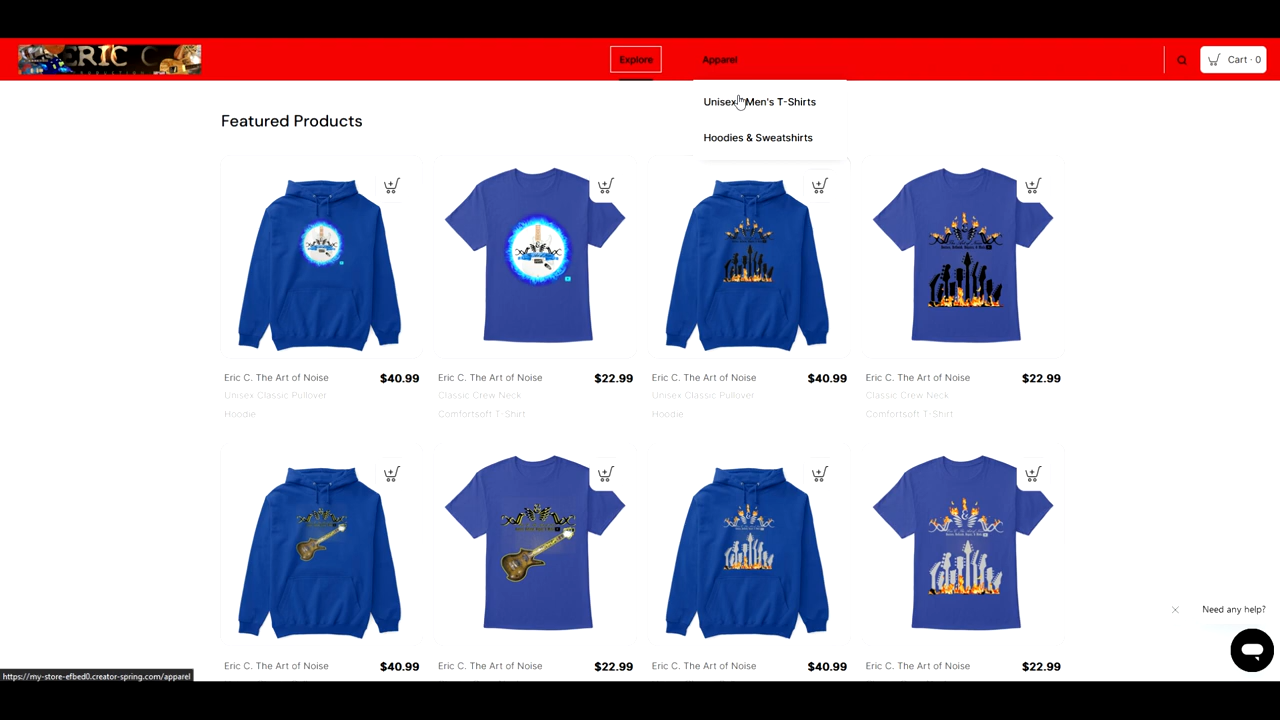 ERIC C
Explore
Apparel
Cart · 0
Unisex/Men's T-Shirts
Hoodies & Sweatshirts
Featured Products
Eric C. The Art of Noise $40.99
Unisex Classic Pullover
Hoodie
Eric C. The Art of Noise $22.99
Classic Crew Neck
Comfortsoft T-Shirt
Eric C. The Art of Noise $40.99
Unisex Classic Pullover
Hoodie
Eric C. The Art of Noise $22.99
Classic Crew Neck
Comfortsoft T-Shirt
Need any help?
Eric C. The Art of Noise $40.99
Eric C. The Art of Noise $22.99
Eric C. The Art of Noise $40.99
Eric C. The Art of Noise $22.99
https://my-store-efbed0.creator-spring.com/apparel